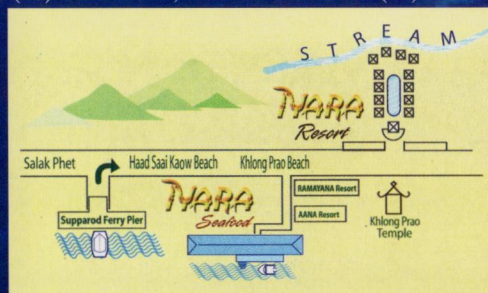 STREAM
NARA
Resort
Salak Phet
Haad Saai Kaow Beach
Khlong Prao Beach
NARA
Seafood
Supparod Ferry Pier
RAMAYANA Resort
AANA Resort
Khlong Prao
Temple